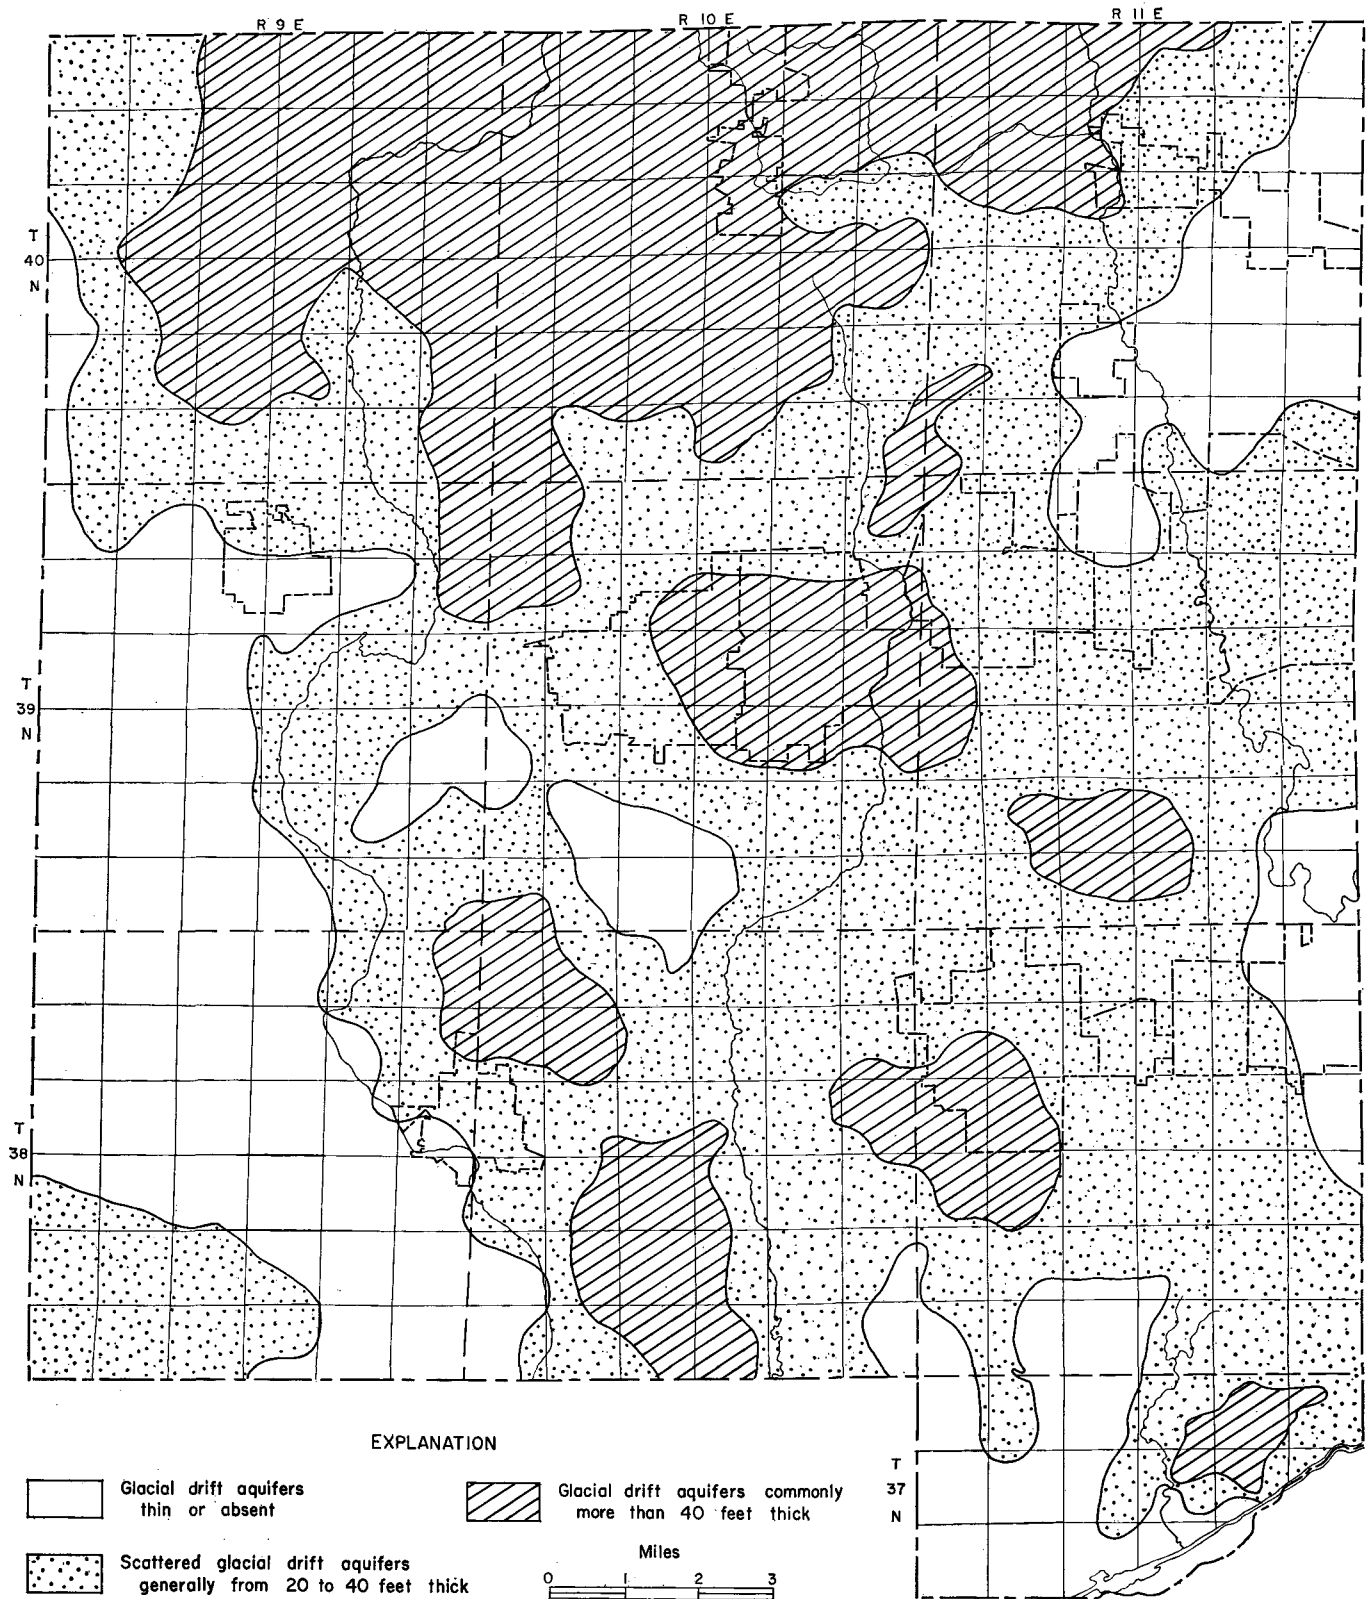 R 9 E
R 10 E
R 11 E
T
40
N
T
39
N
T
38
N
T
37
N
EXPLANATION
Glacial drift aquifers
thin or absent
Glacial drift aquifers commonly
more than 40 feet thick
Scattered glacial drift aquifers
generally from 20 to 40 feet thick
Miles
0 1 2 3